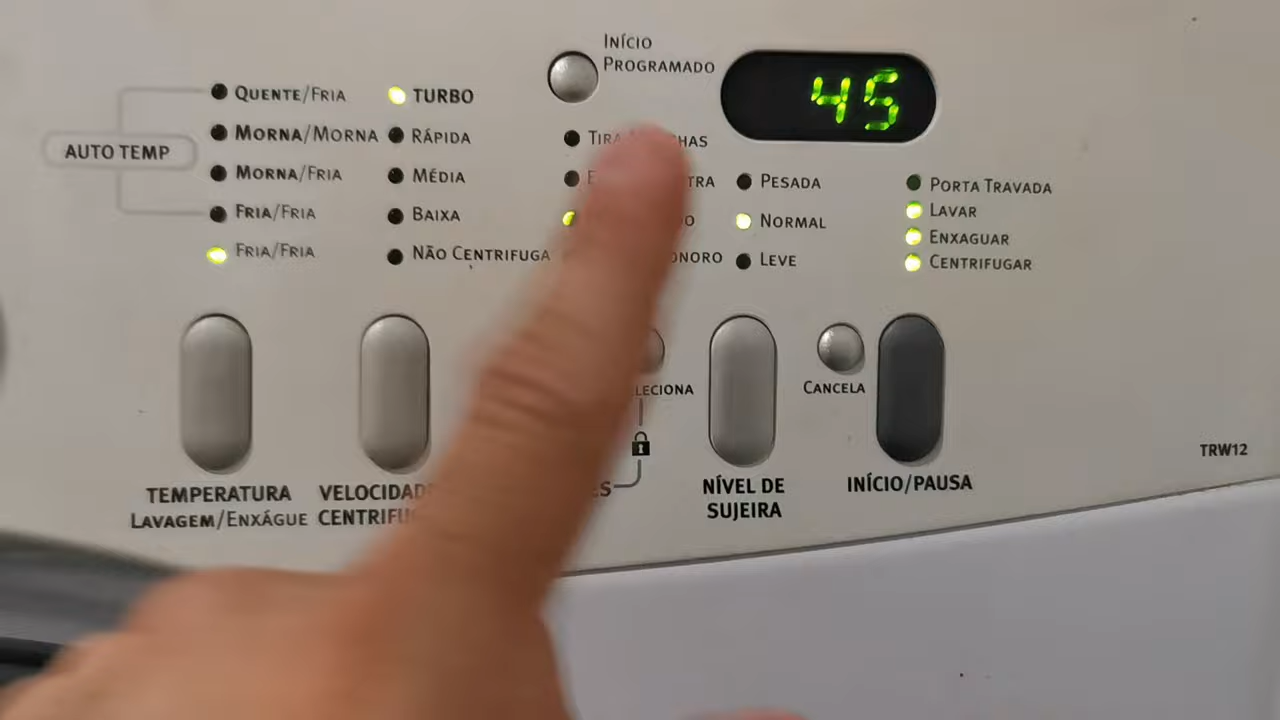 INÍCIO
PROGRAMADO
45
AUTO TEMP
QUENTE/FRIA
MORNA/MORNA
MORNA/FRIA
FRIA/FRIA
FRIA/FRIA
TURBO
RÁPIDA
MÉDIA
BAIXA
NÃO CENTRIFUGA
PESADA
NORMAL
LEVE
PORTA TRAVADA
LAVAR
ENXAGUAR
CENTRIFUGAR
CANCELA
TRW12
TEMPERATURA
LAVAGEM/ENXÁGUE
NÍVEL DE
SUJEIRA
INÍCIO/PAUSA